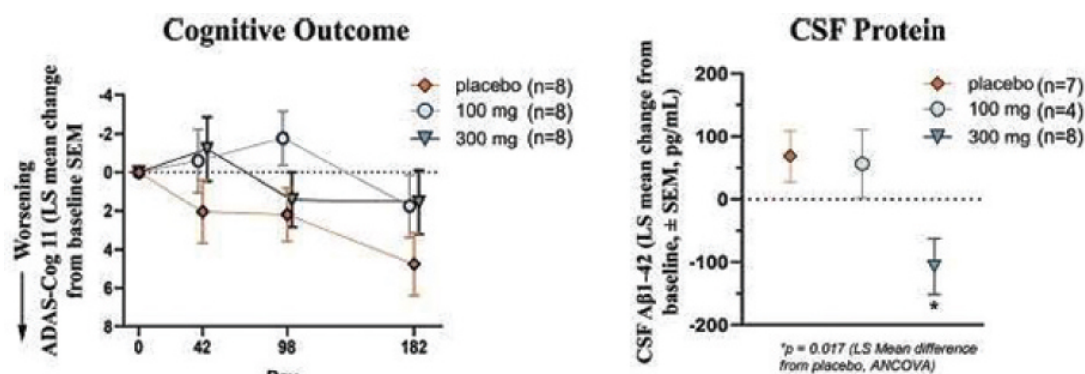 Cognitive Outcome
Worsening
ADAS-Cog 11 (LS mean change
from baseline SEM
-4
-2
0
2
4
6
8
0
42
98
182
Day
placebo (n=8)
100 mg (n=8)
300 mg (n=8)
CSF Protein
CSF Aβ1-42 (LS mean change from
baseline, ± SEM, pg/mL)
200
100
0
-100
-200
placebo (n=7)
100 mg (n=4)
300 mg (n=8)
*
*p = 0.017 (LS Mean difference
from placebo, ANCOVA)